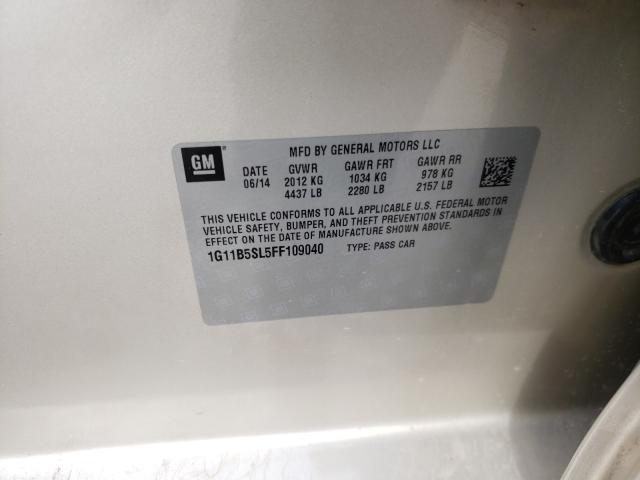 GM
MFD BY GENERAL MOTORS LLC
DATE GVWR GAWR FRT GAWR RR
06/14 2012 KG 1034 KG 978 KG
4437 LB 2280 LB 2157 LB
THIS VEHICLE CONFORMS TO ALL APPLICABLE U.S. FEDERAL MOTOR
VEHICLE SAFETY, BUMPER, AND THEFT PREVENTION STANDARDS IN
EFFECT ON THE DATE OF MANUFACTURE SHOWN ABOVE.
1G11B5SL5FF109040 TYPE: PASS CAR